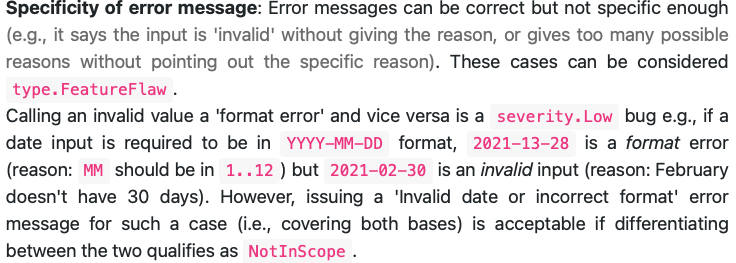 Specificity of error message: Error messages can be correct but not specific enough
(e.g., it says the input is 'invalid' without giving the reason, or gives too many possible
reasons without pointing out the specific reason). These cases can be considered
type.FeatureFlaw .
Calling an invalid value a 'format error' and vice versa is a severity.Low bug e.g., if a
date input is required to be in YYYY-MM-DD format, 2021-13-28 is a format error
(reason: MM should be in 1..12 ) but 2021-02-30 is an invalid input (reason: February
doesn't have 30 days). However, issuing a 'Invalid date or incorrect format' error
message for such a case (i.e., covering both bases) is acceptable if differentiating
between the two qualifies as NotInScope .